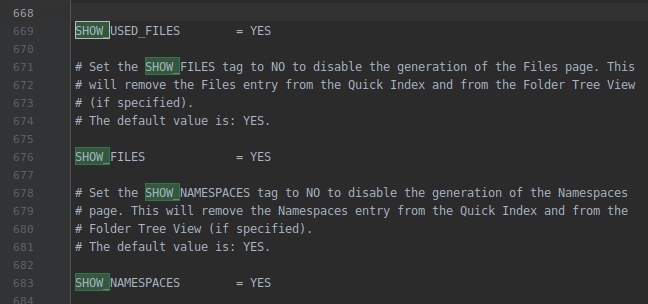 668
669 SHOW_USED_FILES        = YES
670
671 # Set the SHOW_FILES tag to NO to disable the generation of the Files page. This
672 # will remove the Files entry from the Quick Index and from the Folder Tree View
673 # (if specified).
674 # The default value is: YES.
675
676 SHOW_FILES             = YES
677
678 # Set the SHOW_NAMESPACES tag to NO to disable the generation of the Namespaces
679 # page. This will remove the Namespaces entry from the Quick Index and from the
680 # Folder Tree View (if specified).
681 # The default value is: YES.
682
683 SHOW_NAMESPACES        = YES
684